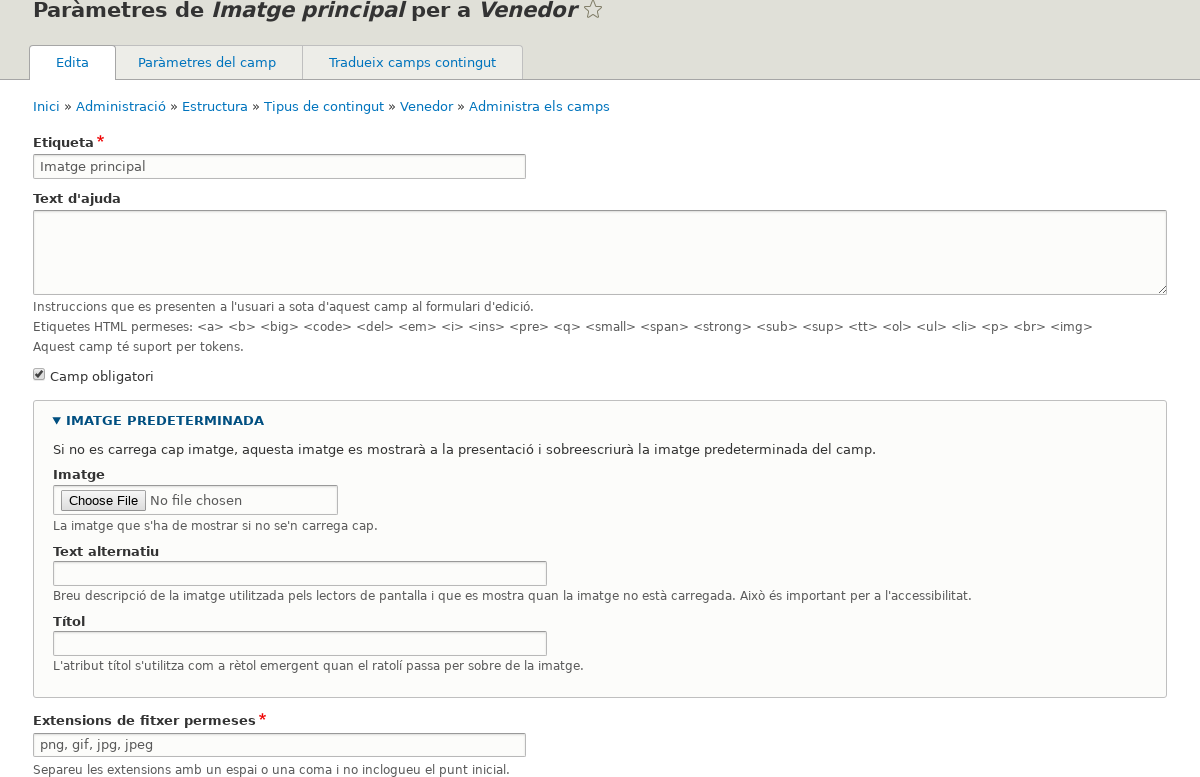 Paràmetres de Imatge principal per a Venedor
Edita
Paràmetres del camp
Tradueix camps contingut
Inici » Administració » Estructura » Tipus de contingut » Venedor » Administra els camps
Etiqueta*
Imatge principal
Text d'ajuda
Instruccions que es presenten a l'usuari a sota d'aquest camp al formulari d'edició.
Etiquetes HTML permeses: <a> <b> <big> <code> <del> <em> <i> <ins> <pre> <q> <small> <span> <strong> <sub> <sup> <tt> <ol> <ul> <li> <p> <br> <img>
Aquest camp té suport per tokens.
Camp obligatori
IMATGE PREDETERMINADA
Si no es carrega cap imatge, aquesta imatge es mostrarà a la presentació i sobreescriurà la imatge predeterminada del camp.
Imatge
Choose File No file chosen
La imatge que s'ha de mostrar si no se'n carrega cap.
Text alternatiu
Breu descripció de la imatge utilitzada pels lectors de pantalla i que es mostra quan la imatge no està carregada. Això és important per a l'accessibilitat.
Títol
L'atribut títol s'utilitza com a rètol emergent quan el ratolí passa per sobre de la imatge.
Extensions de fitxer permeses*
png, gif, jpg, jpeg
Separeu les extensions amb un espai o una coma i no inclogueu el punt inicial.